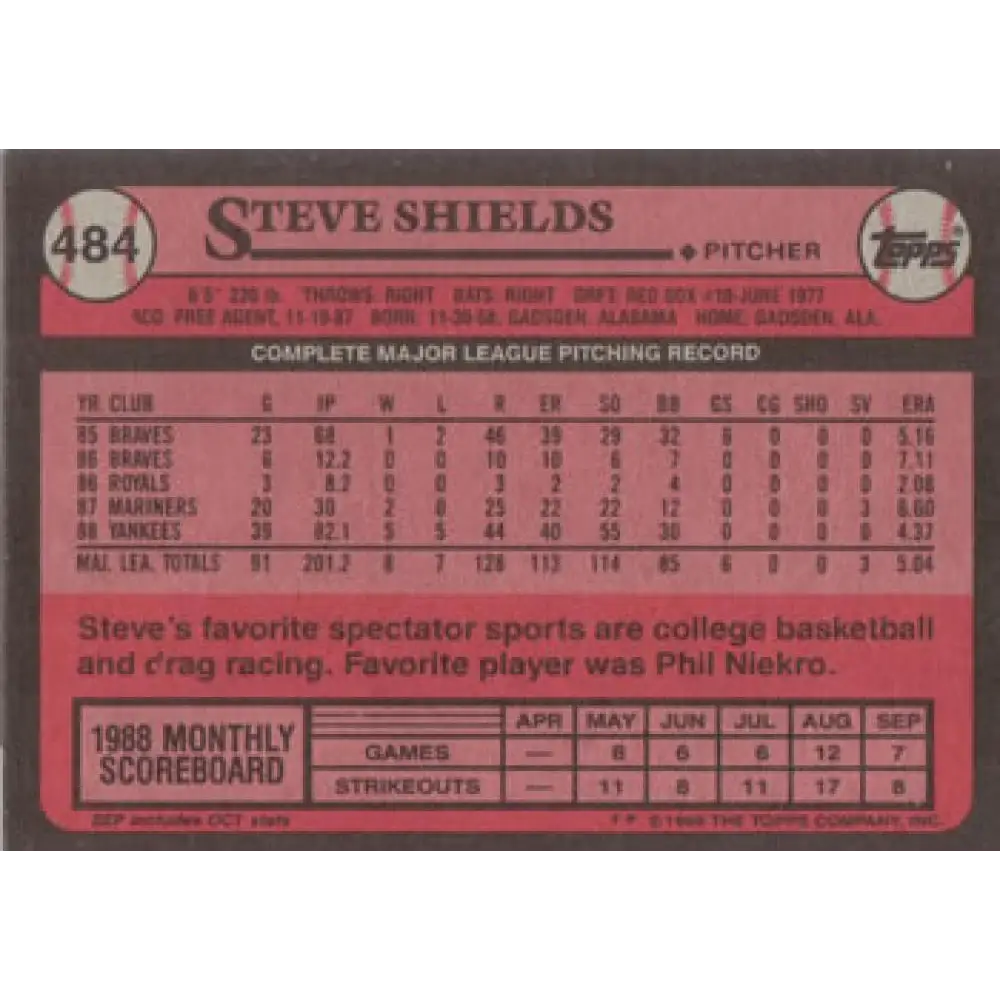 484 STEVE SHIELDS ◆ PITCHER TOPPS®
6'5" 230 lb. THROWS: RIGHT BATS: RIGHT DRFT: RED SOX #10-JUNE 1977
ACQ: FREE AGENT, 11-19-87 BORN: 11-30-58, GADSDEN, ALABAMA HOME: GADSDEN, ALA.
COMPLETE MAJOR LEAGUE PITCHING RECORD
YR CLUB G IP W L R ER SO BB GS CG SHO SV ERA
85 BRAVES 23 68 1 2 46 39 29 32 6 0 0 0 5.16
86 BRAVES 6 12.2 0 0 10 10 6 7 0 0 0 0 7.11
86 ROYALS 3 8.2 0 0 3 2 2 4 0 0 0 0 2.08
87 MARINERS 20 30 2 0 25 22 22 12 0 0 0 3 6.60
88 YANKEES 39 82.1 5 5 44 40 55 30 0 0 0 0 4.37
MAJ. LEA. TOTALS 91 201.2 8 7 128 113 114 85 6 0 0 3 5.04
Steve's favorite spectator sports are college basketball
and drag racing. Favorite player was Phil Niekro.
1988 MONTHLY SCOREBOARD
APR MAY JUN JUL AUG SEP
GAMES — 8 6 6 12 7
STRIKEOUTS — 11 8 11 17 8
SEP includes OCT stats
© 1989 THE TOPPS COMPANY, INC.